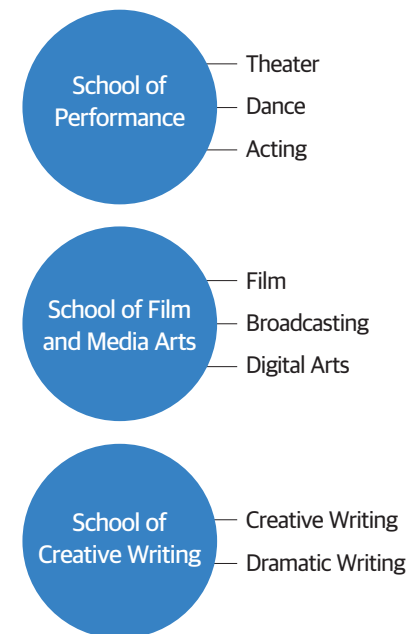 School of
Performance
Theater
Dance
Acting
School of Film
and Media Arts
Film
Broadcasting
Digital Arts
School of
Creative Writing
Creative Writing
Dramatic Writing